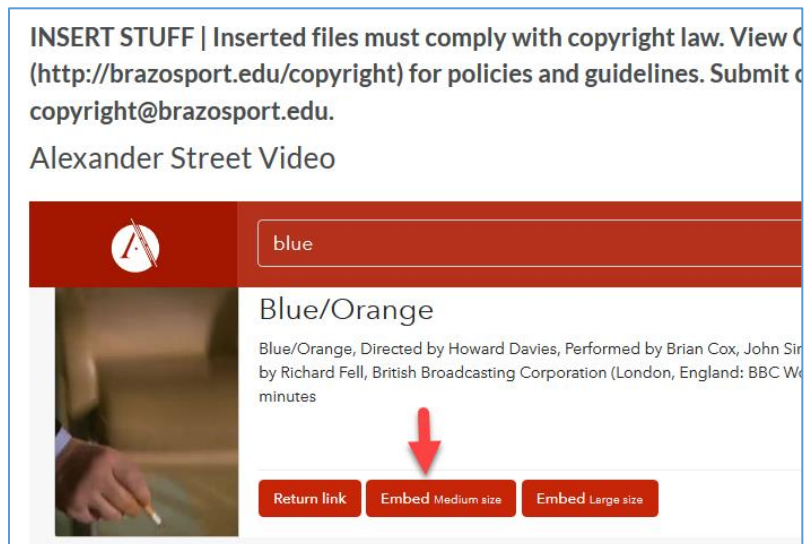 INSERT STUFF | Inserted files must comply with copyright law. View
(http://brazosport.edu/copyright) for policies and guidelines. Submit
copyright@brazosport.edu.
Alexander Street Video
blue
Blue/Orange
Blue/Orange, Directed by Howard Davies, Performed by Brian Cox, John
by Richard Fell, British Broadcasting Corporation (London, England: BBC
minutes
Return link Embed Medium size Embed Large size